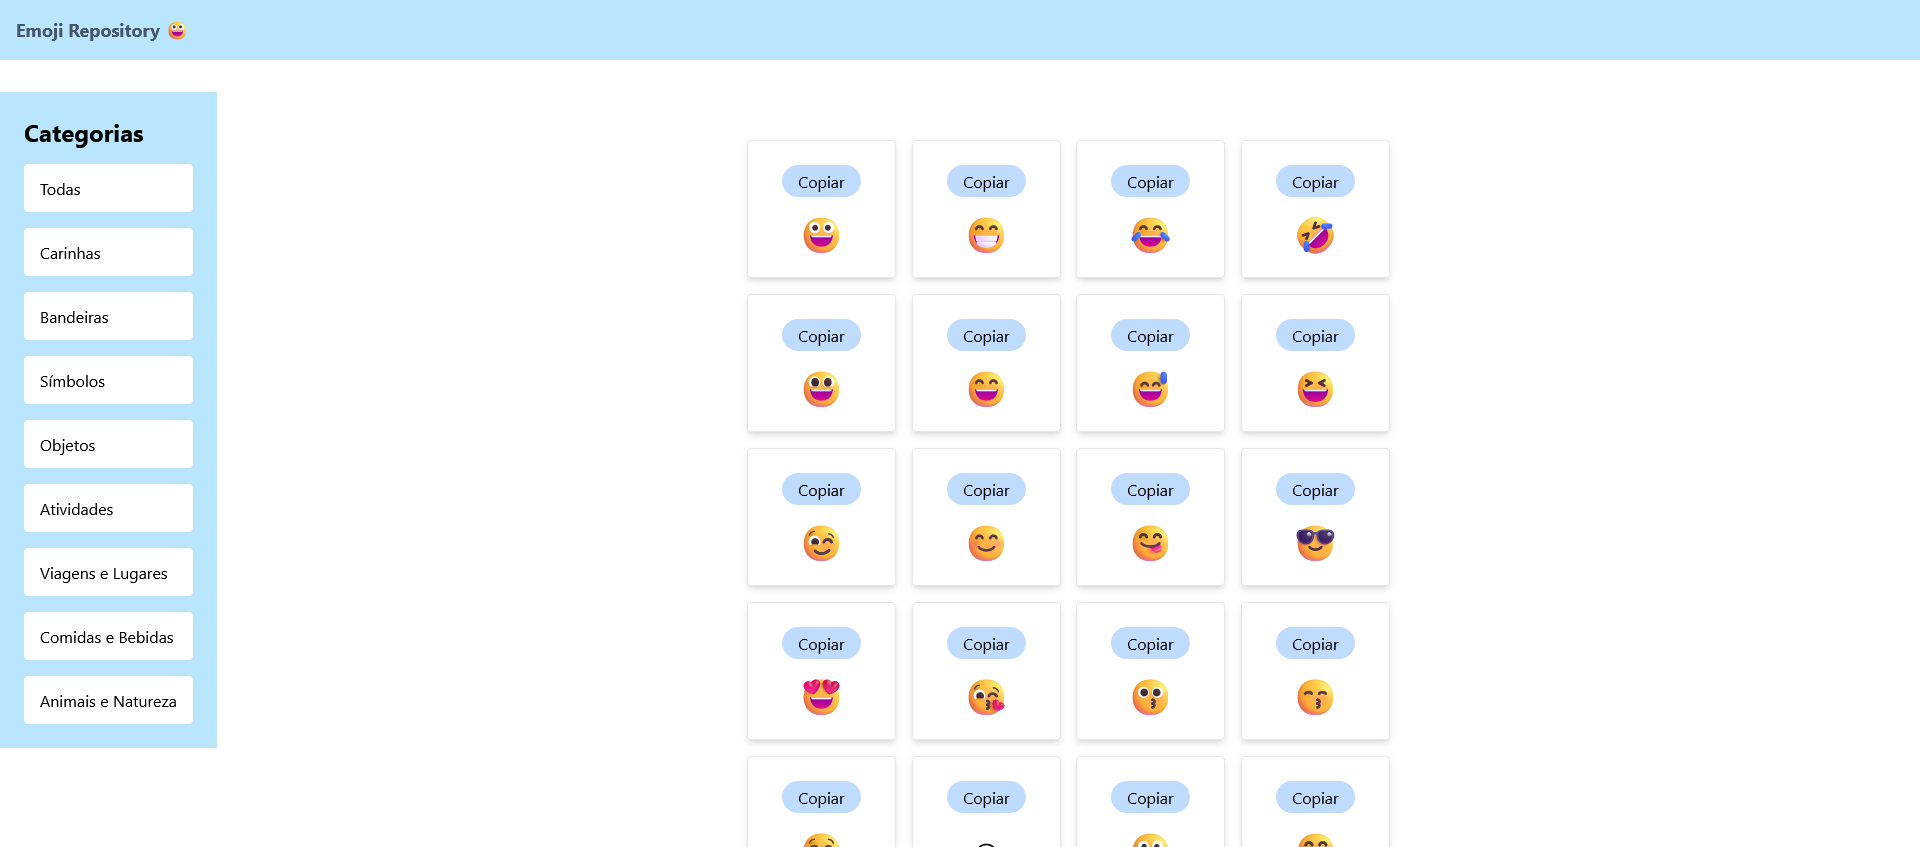 Emoji Repository 😀
Categorias
Todas
Carinhas
Bandeiras
Símbolos
Objetos
Atividades
Viagens e Lugares
Comidas e Bebidas
Animais e Natureza
Copiar Copiar Copiar Copiar
Copiar Copiar Copiar Copiar
Copiar Copiar Copiar Copiar
Copiar Copiar Copiar Copiar
Copiar Copiar Copiar Copiar